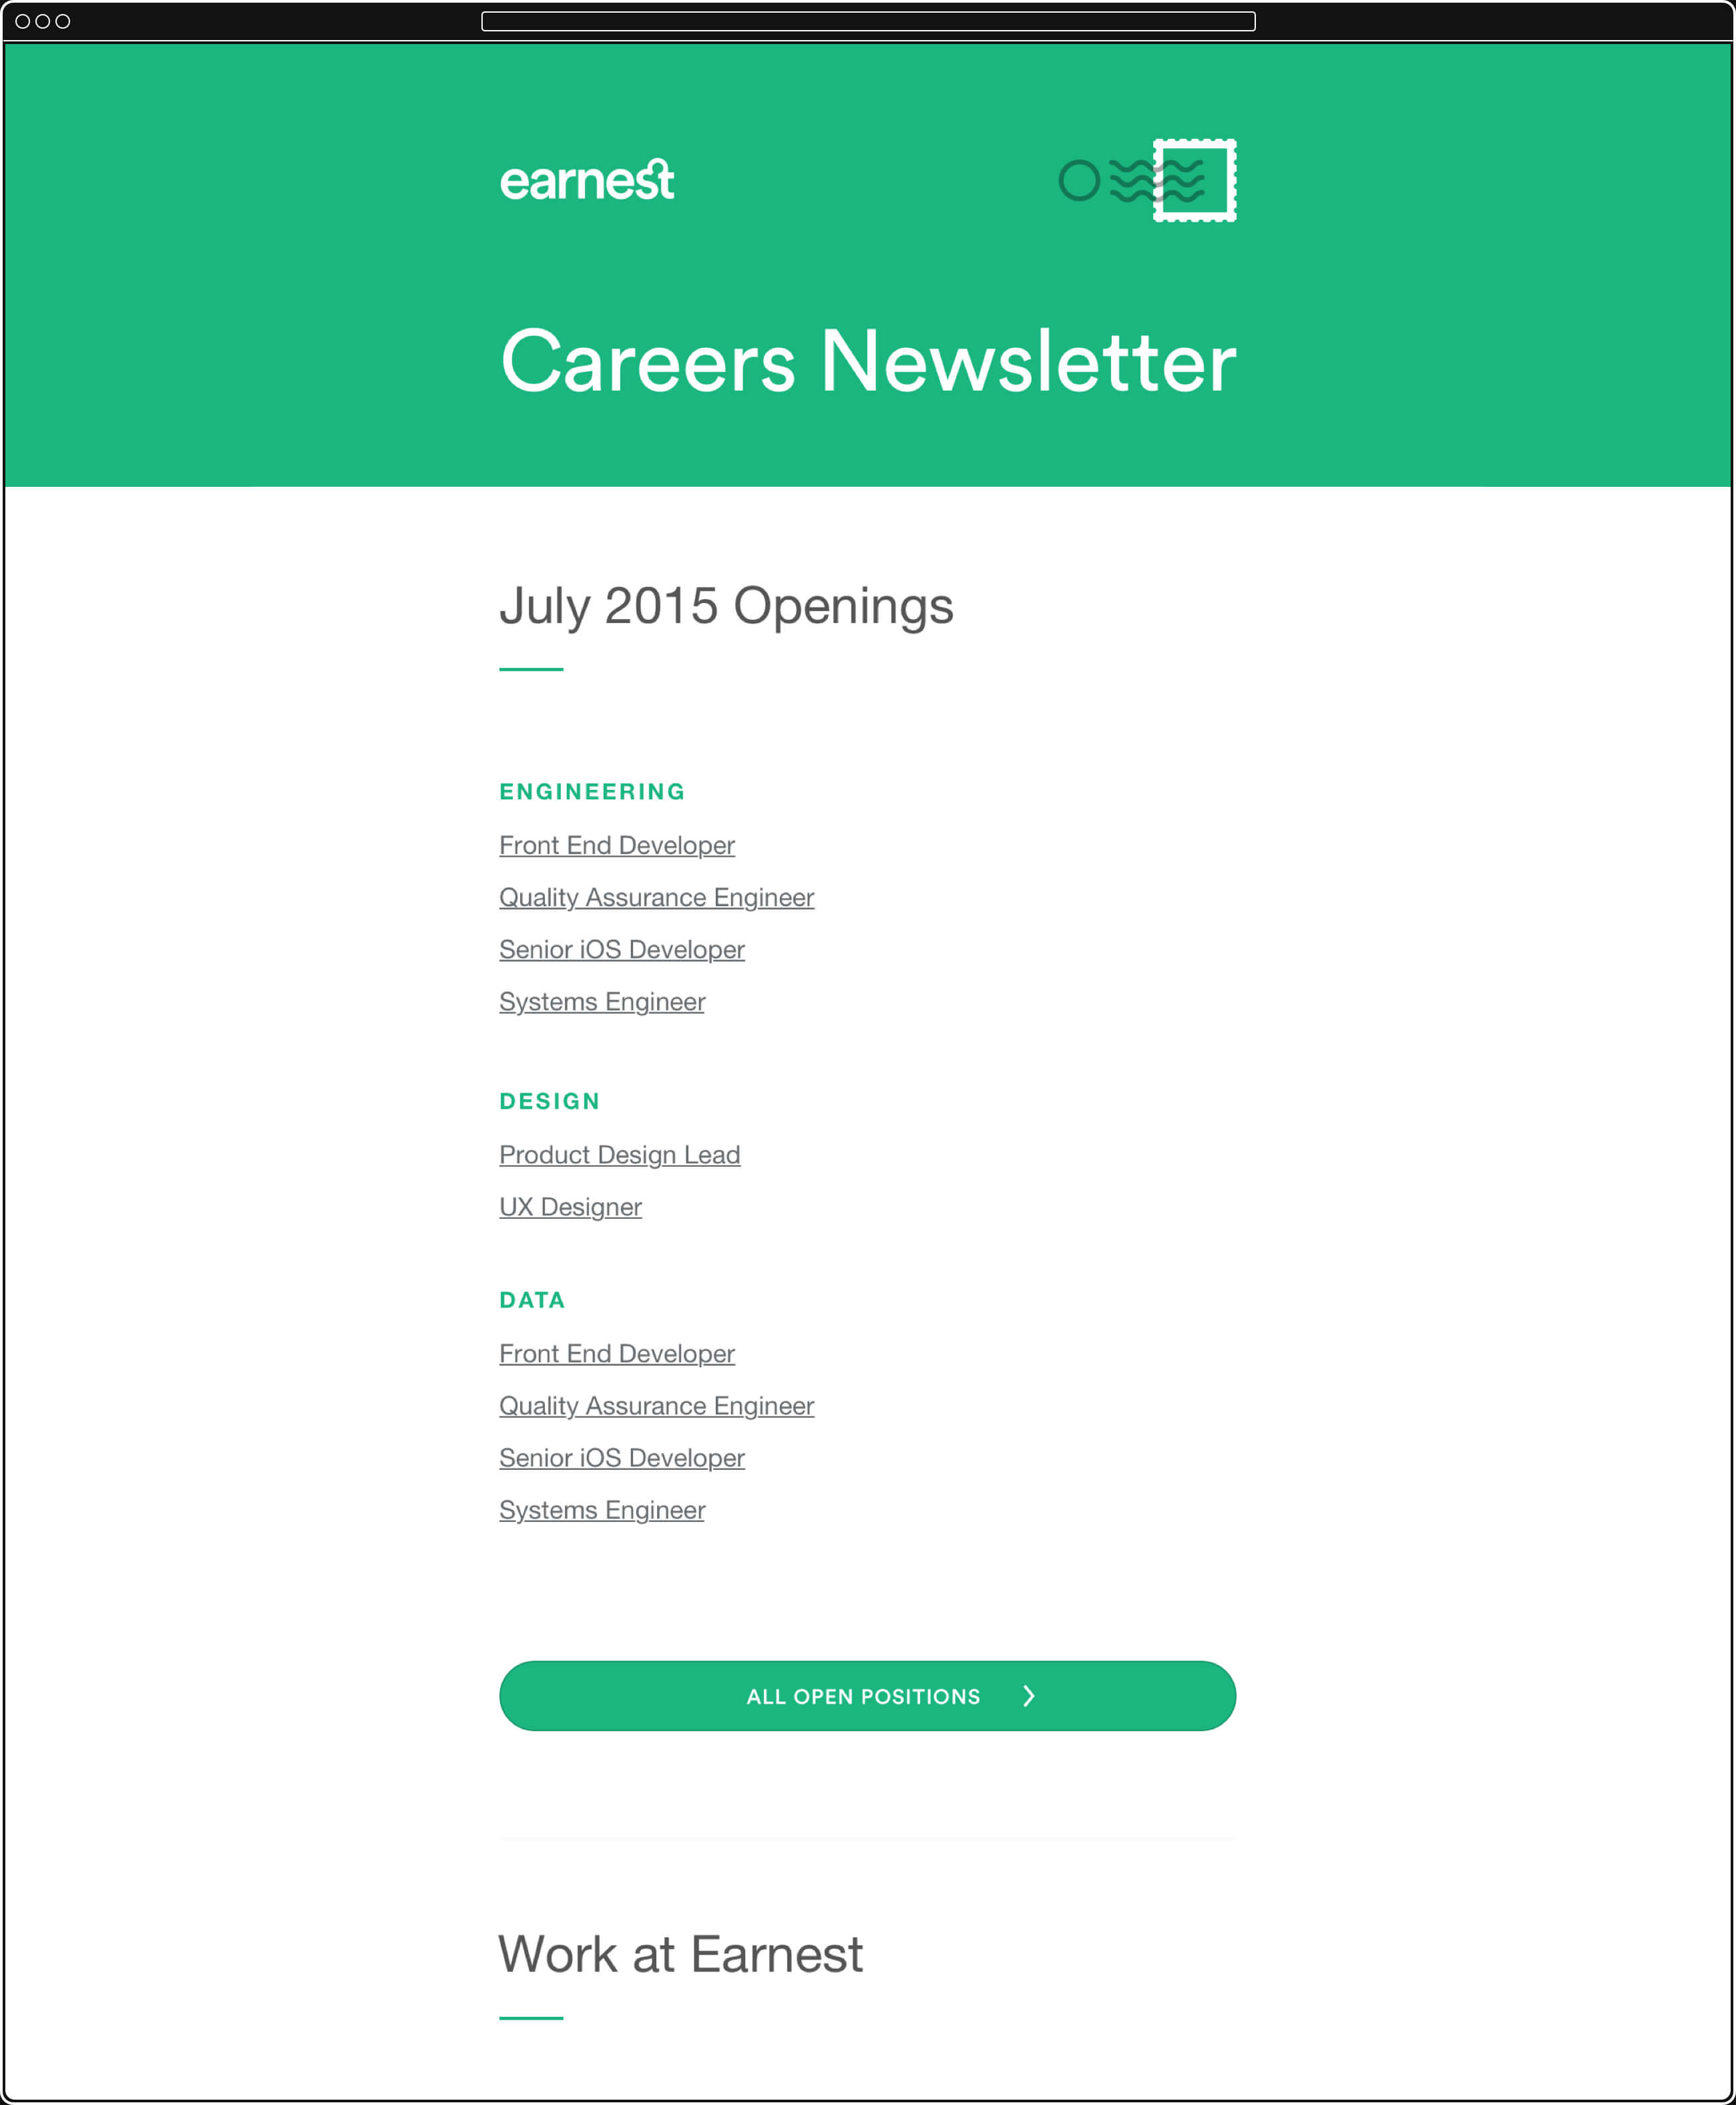 earnest
Careers Newsletter
July 2015 Openings
ENGINEERING
Front End Developer
Quality Assurance Engineer
Senior iOS Developer
Systems Engineer
DESIGN
Product Design Lead
UX Designer
DATA
Front End Developer
Quality Assurance Engineer
Senior iOS Developer
Systems Engineer
ALL OPEN POSITIONS
Work at Earnest